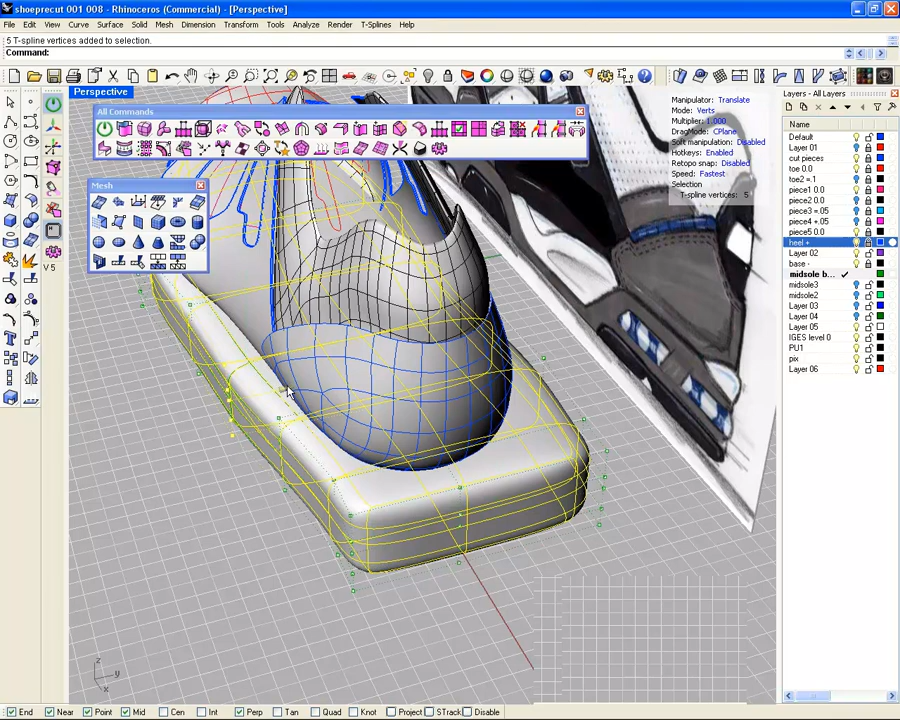 shoeprecut 001 008 - Rhinoceros (Commercial) - [Perspective]
File Edit View Curve Surface Solid Mesh Dimension Transform Tools Analyze Render T-Splines Help
5 T-spline vertices added to selection.
Command:
Perspective
All Commands
Mesh
V 5
Manipulator: Translate
Mode: Verts
Multiplier: 1.000
DragMode: CPlane
Soft manipulation: Disabled
Hotkeys: Enabled
Retopo snap: Disabled
Speed: Fastest
Selection
T-spline vertices: 5
Layers - All Layers
Name
Default
Layer 01
cut pieces
toe 0.0
toe2 =.1
piece1 0.0
piece2 0.0
piece3 =.05
piece4 +.05
piece5 0.0
heel +
Layer 02
base -
midsole b...
midsole3
midsole2
Layer 03
Layer 04
Layer 05
IGES level 0
PU1
pix
Layer 06
z
y
x
End Near Point Mid Cen Int Perp Tan Quad Knot Project STrack Disable